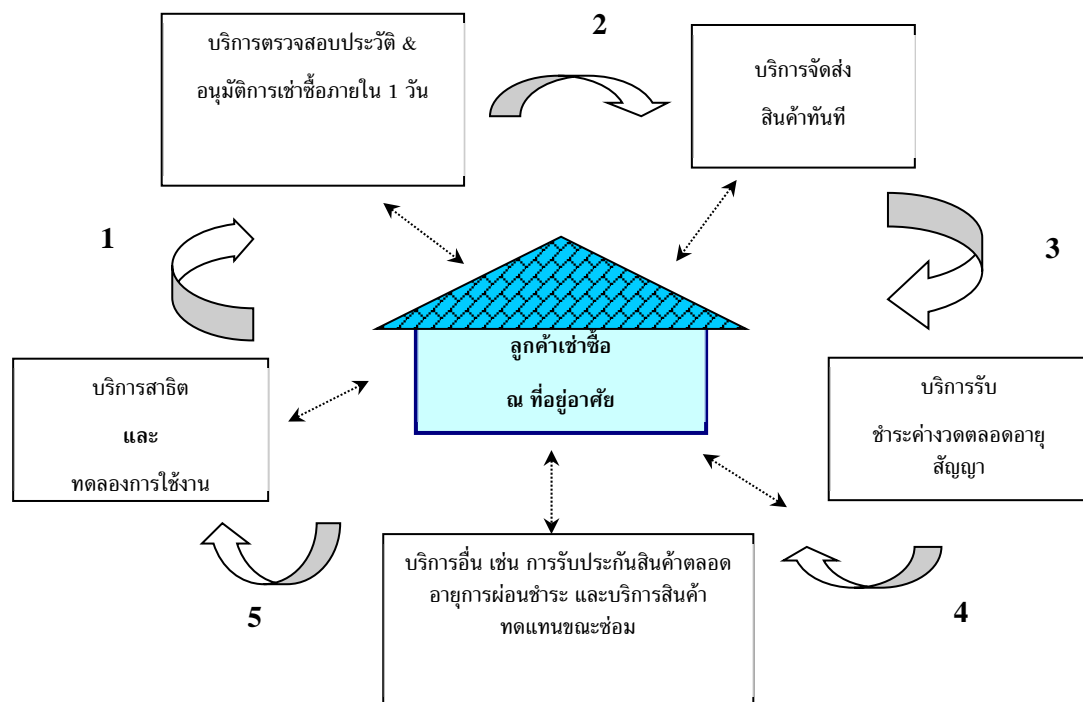 2
บริการตรวจสอบประวัติ &
อนุมัติการเช่าซื้อภายใน 1 วัน
บริการจัดส่ง
สินค้าทันที
1
3
ลูกค้าเช่าซื้อ
ณ ที่อยู่อาศัย
บริการสาธิต
และ
ทดลองการใช้งาน
บริการรับ
ชำระค่างวดตลอดอายุ
สัญญา
บริการอื่น เช่น การรับประกันสินค้าตลอด
อายุการผ่อนชำระ และบริการสินค้า
ทดแทนขณะซ่อม
5
4